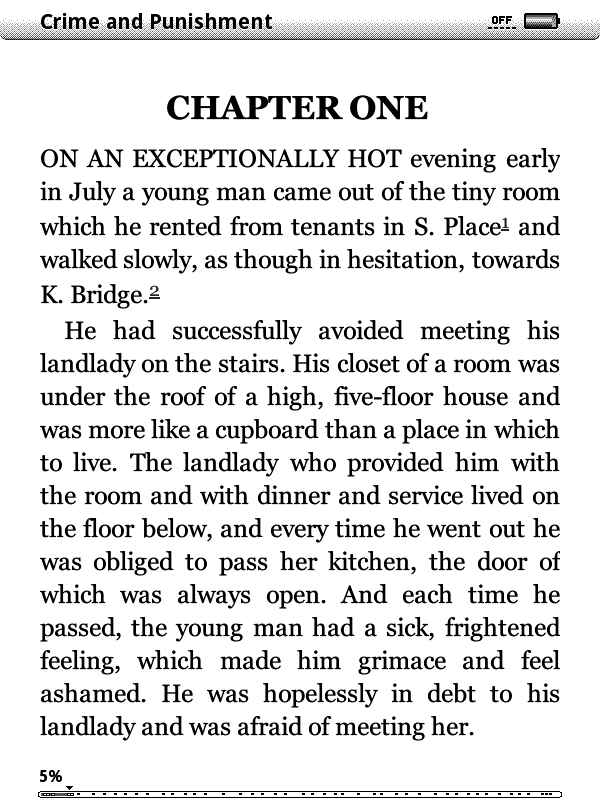 Crime and Punishment
OFF
CHAPTER ONE
ON AN EXCEPTIONALLY HOT evening early
in July a young man came out of the tiny room
which he rented from tenants in S. Place1 and
walked slowly, as though in hesitation, towards
K. Bridge.2
He had successfully avoided meeting his
landlady on the stairs. His closet of a room was
under the roof of a high, five-floor house and
was more like a cupboard than a place in which
to live. The landlady who provided him with
the room and with dinner and service lived on
the floor below, and every time he went out he
was obliged to pass her kitchen, the door of
which was always open. And each time he
passed, the young man had a sick, frightened
feeling, which made him grimace and feel
ashamed. He was hopelessly in debt to his
landlady and was afraid of meeting her.
5%